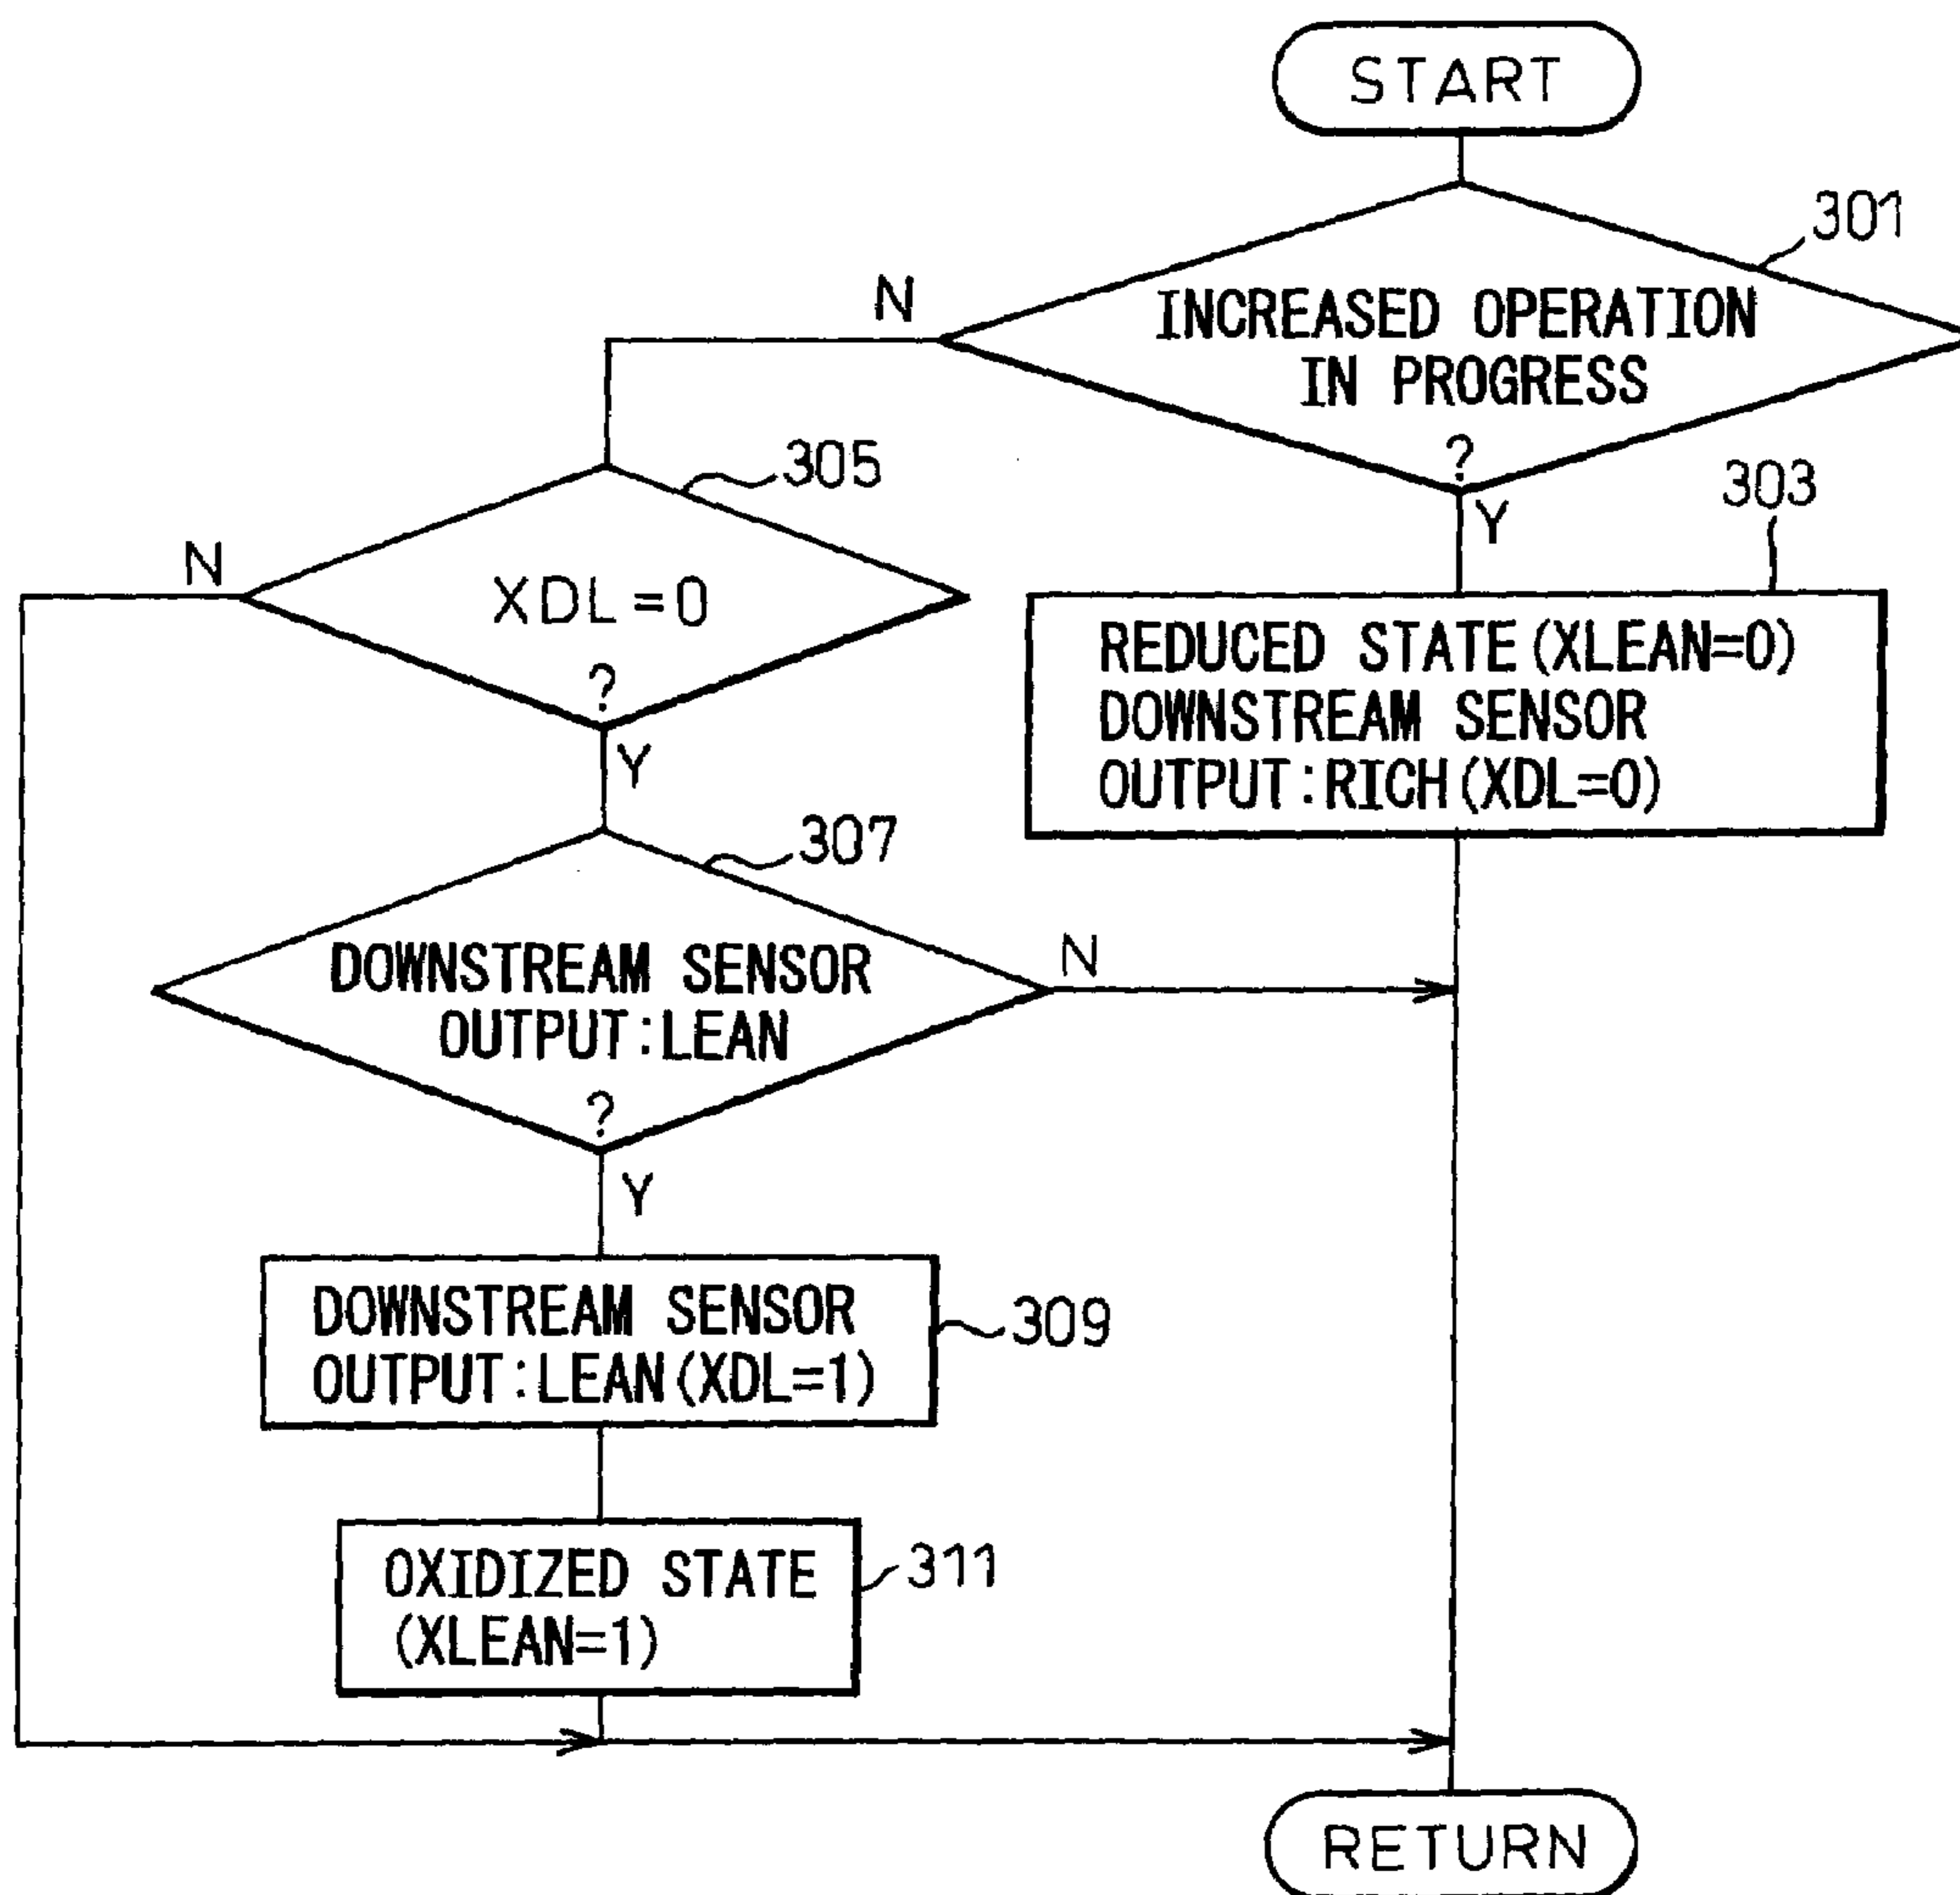 START
301
INCREASED OPERATION
IN PROGRESS
?
N
Y
303
REDUCED STATE (XLEAN=0)
DOWNSTREAM SENSOR
OUTPUT:RICH (XDL=0)
305
XDL=0
?
N
Y
307
DOWNSTREAM SENSOR
OUTPUT:LEAN
?
N
Y
DOWNSTREAM SENSOR
OUTPUT:LEAN (XDL=1)
309
OXIDIZED STATE
(XLEAN=1)
311
RETURN